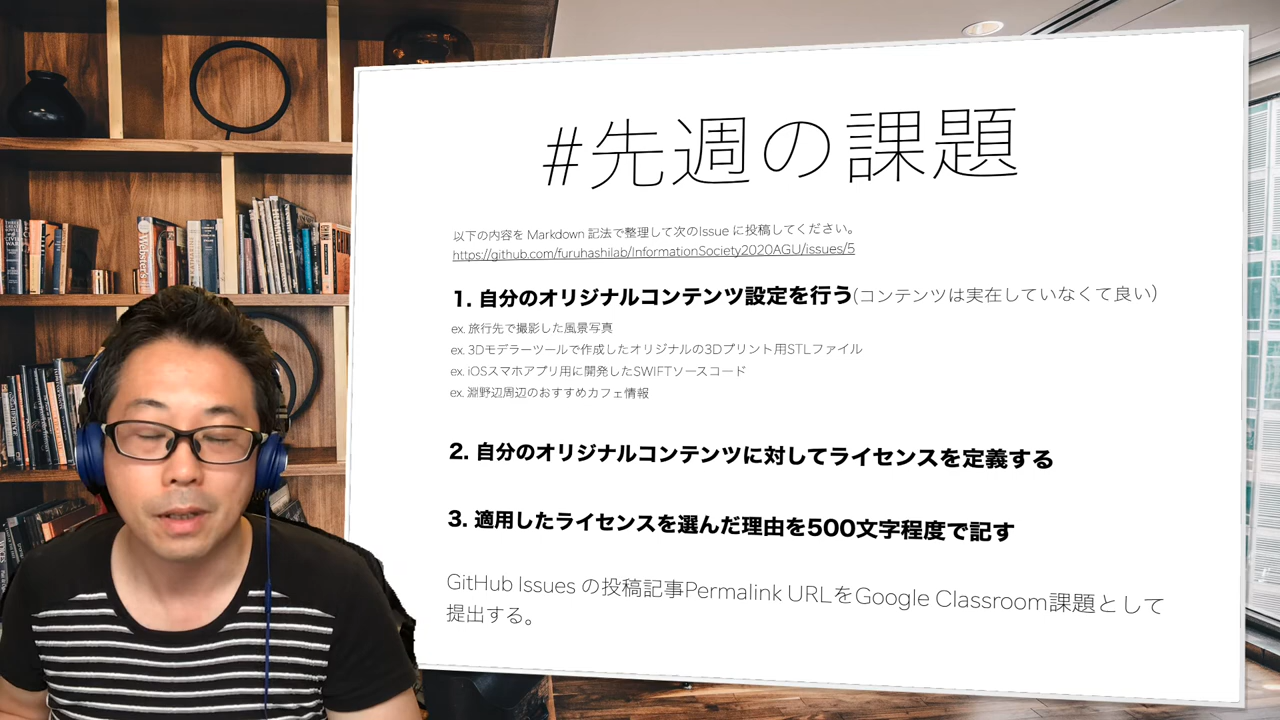 #先週の課題
以下の内容を Markdown 記法で整理して次のIssue に投稿してください。
https://github.com/furuhashilab/InformationSociety2020AGU/issues/5
1. 自分のオリジナルコンテンツ設定を行う(コンテンツは実在していなくて良い)
ex. 旅行先で撮影した風景写真
ex. 3Dモデラーツールで作成したオリジナルの3Dプリント用STLファイル
ex. iOSスマホアプリ用に開発したSWIFTソースコード
ex. 淵野辺周辺のおすすめカフェ情報
2. 自分のオリジナルコンテンツに対してライセンスを定義する
3. 適用したライセンスを選んだ理由を500文字程度で記す
GitHub Issues の投稿記事Permalink URLをGoogle Classroom課題として
提出する。